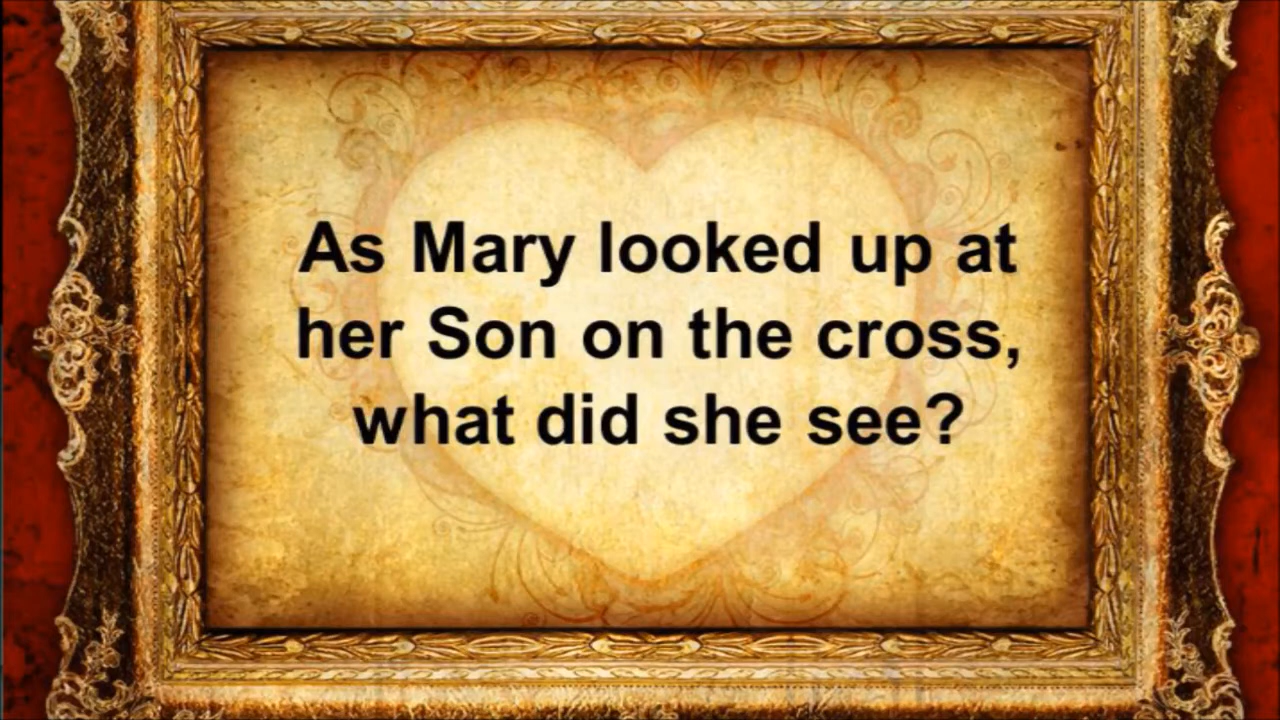 As Mary looked up at
her Son on the cross,
what did she see?